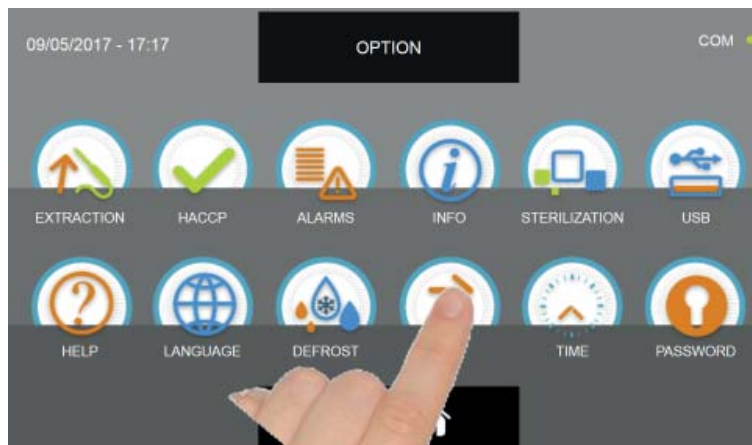 09/05/2017 - 17:17
OPTION
COM
EXTRACTION
HACCP
ALARMS
INFO
STERILIZATION
USB
HELP
LANGUAGE
DEFROST
TIME
PASSWORD